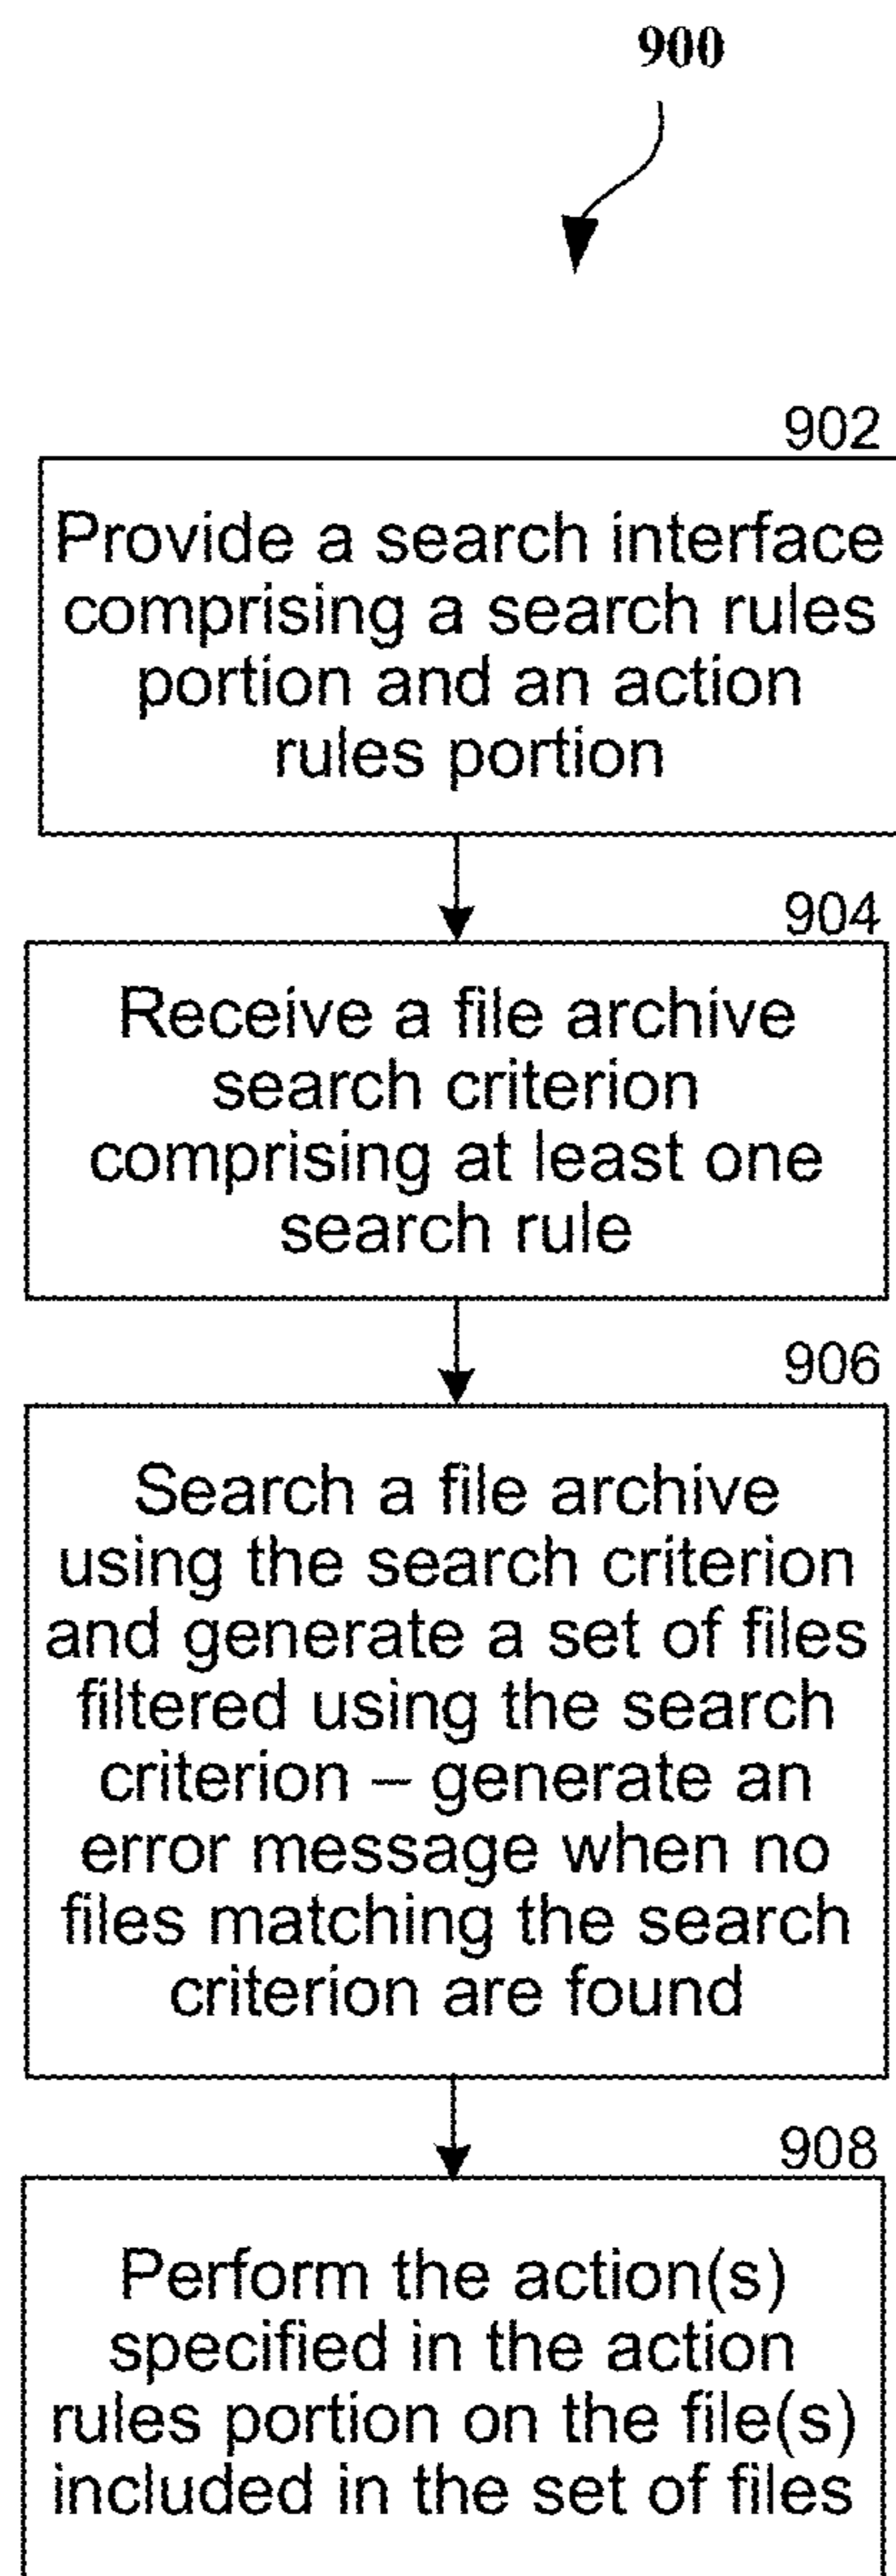 900
902
Provide a search interface
comprising a search rules
portion and an action
rules portion
904
Receive a file archive
search criterion
comprising at least one
search rule
906
Search a file archive
using the search criterion
and generate a set of files
filtered using the search
criterion – generate an
error message when no
files matching the search
criterion are found
908
Perform the action(s)
specified in the action
rules portion on the file(s)
included in the set of files